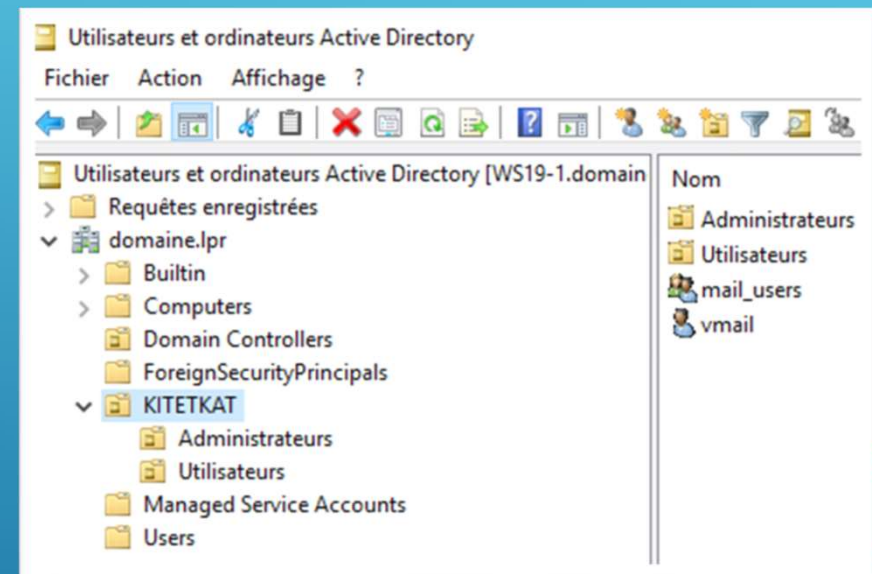 Utilisateurs et ordinateurs Active Directory
Fichier Action Affichage ?
Utilisateurs et ordinateurs Active Directory [WS19-1.domain
Requêtes enregistrées
domaine.lpr
Builtin
Computers
Domain Controllers
ForeignSecurityPrincipals
KITETKAT
Administrateurs
Utilisateurs
Managed Service Accounts
Users
Nom
Administrateurs
Utilisateurs
mail_users
vmail